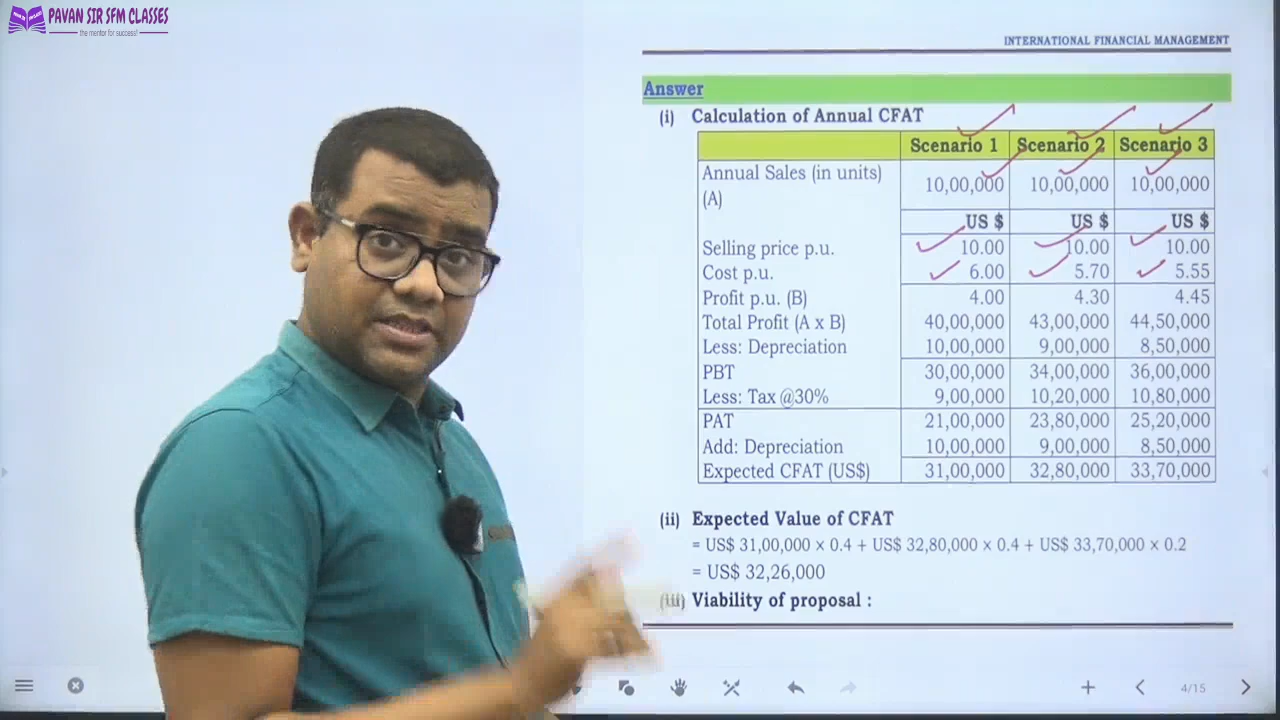 PAVAN SIR SFM CLASSES
the mentor for success!
INTERNATIONAL FINANCIAL MANAGEMENT
Answer
(i) Calculation of Annual CFAT
Scenario 1 Scenario 2 Scenario 3
Annual Sales (in units) (A) 10,00,000 10,00,000 10,00,000
US $ US $ US $
Selling price p.u. 10.00 10.00 10.00
Cost p.u. 6.00 5.70 5.55
Profit p.u. (B) 4.00 4.30 4.45
Total Profit (A x B) 40,00,000 43,00,000 44,50,000
Less: Depreciation 10,00,000 9,00,000 8,50,000
PBT 30,00,000 34,00,000 36,00,000
Less: Tax @30% 9,00,000 10,20,000 10,80,000
PAT 21,00,000 23,80,000 25,20,000
Add: Depreciation 10,00,000 9,00,000 8,50,000
Expected CFAT (US$) 31,00,000 32,80,000 33,70,000
(ii) Expected Value of CFAT
= US$ 31,00,000 × 0.4 + US$ 32,80,000 × 0.4 + US$ 33,70,000 × 0.2
= US$ 32,26,000
(iii) Viability of proposal :
4/15